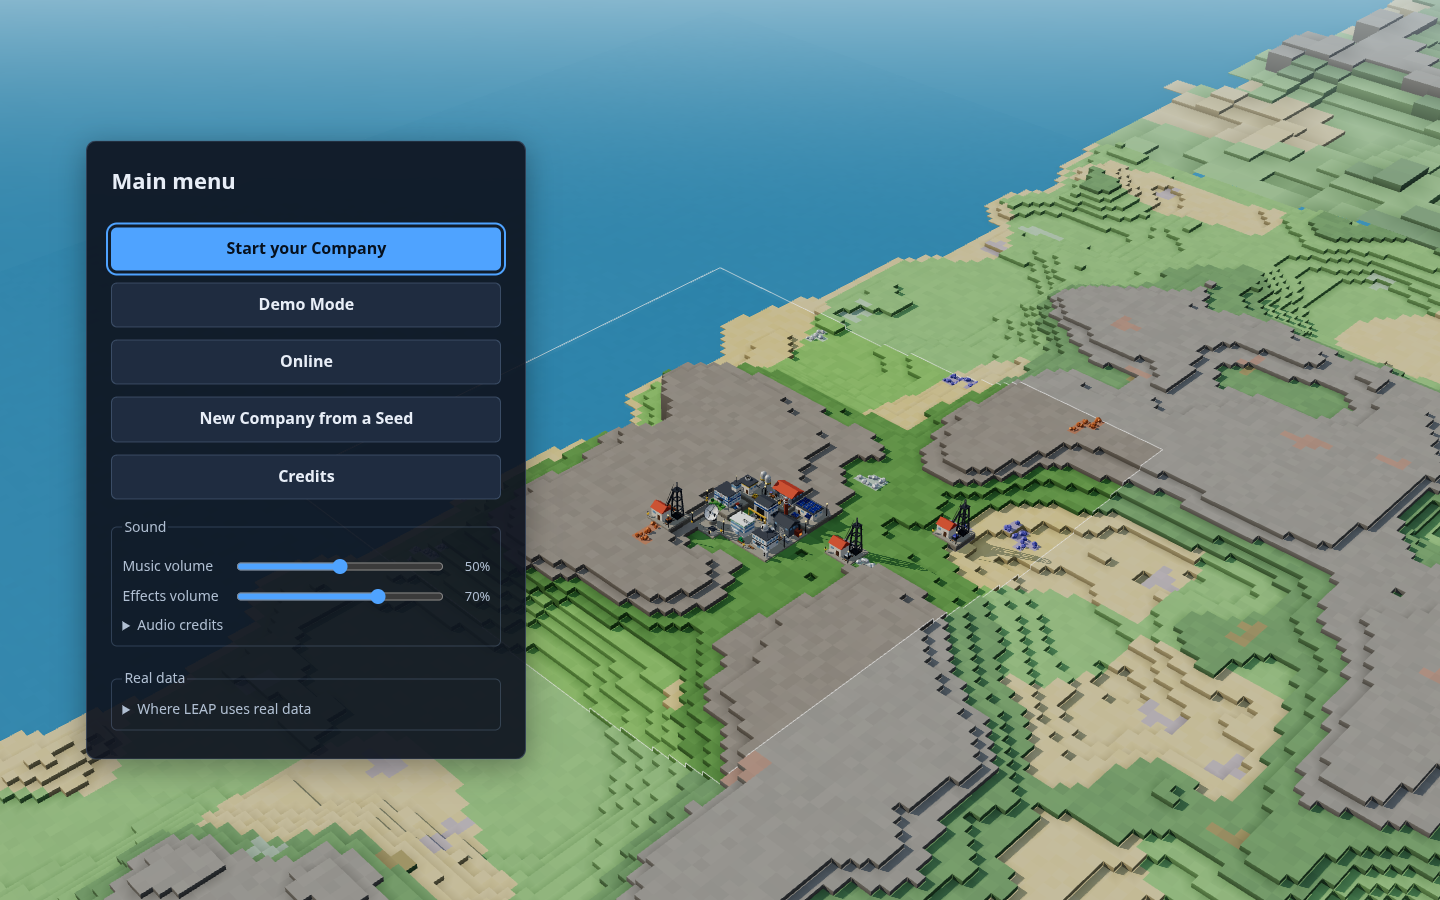 Main menu
Start your Company
Demo Mode
Online
New Company from a Seed
Credits
Sound
Music volume 50%
Effects volume 70%
Audio credits
Real data
Where LEAP uses real data